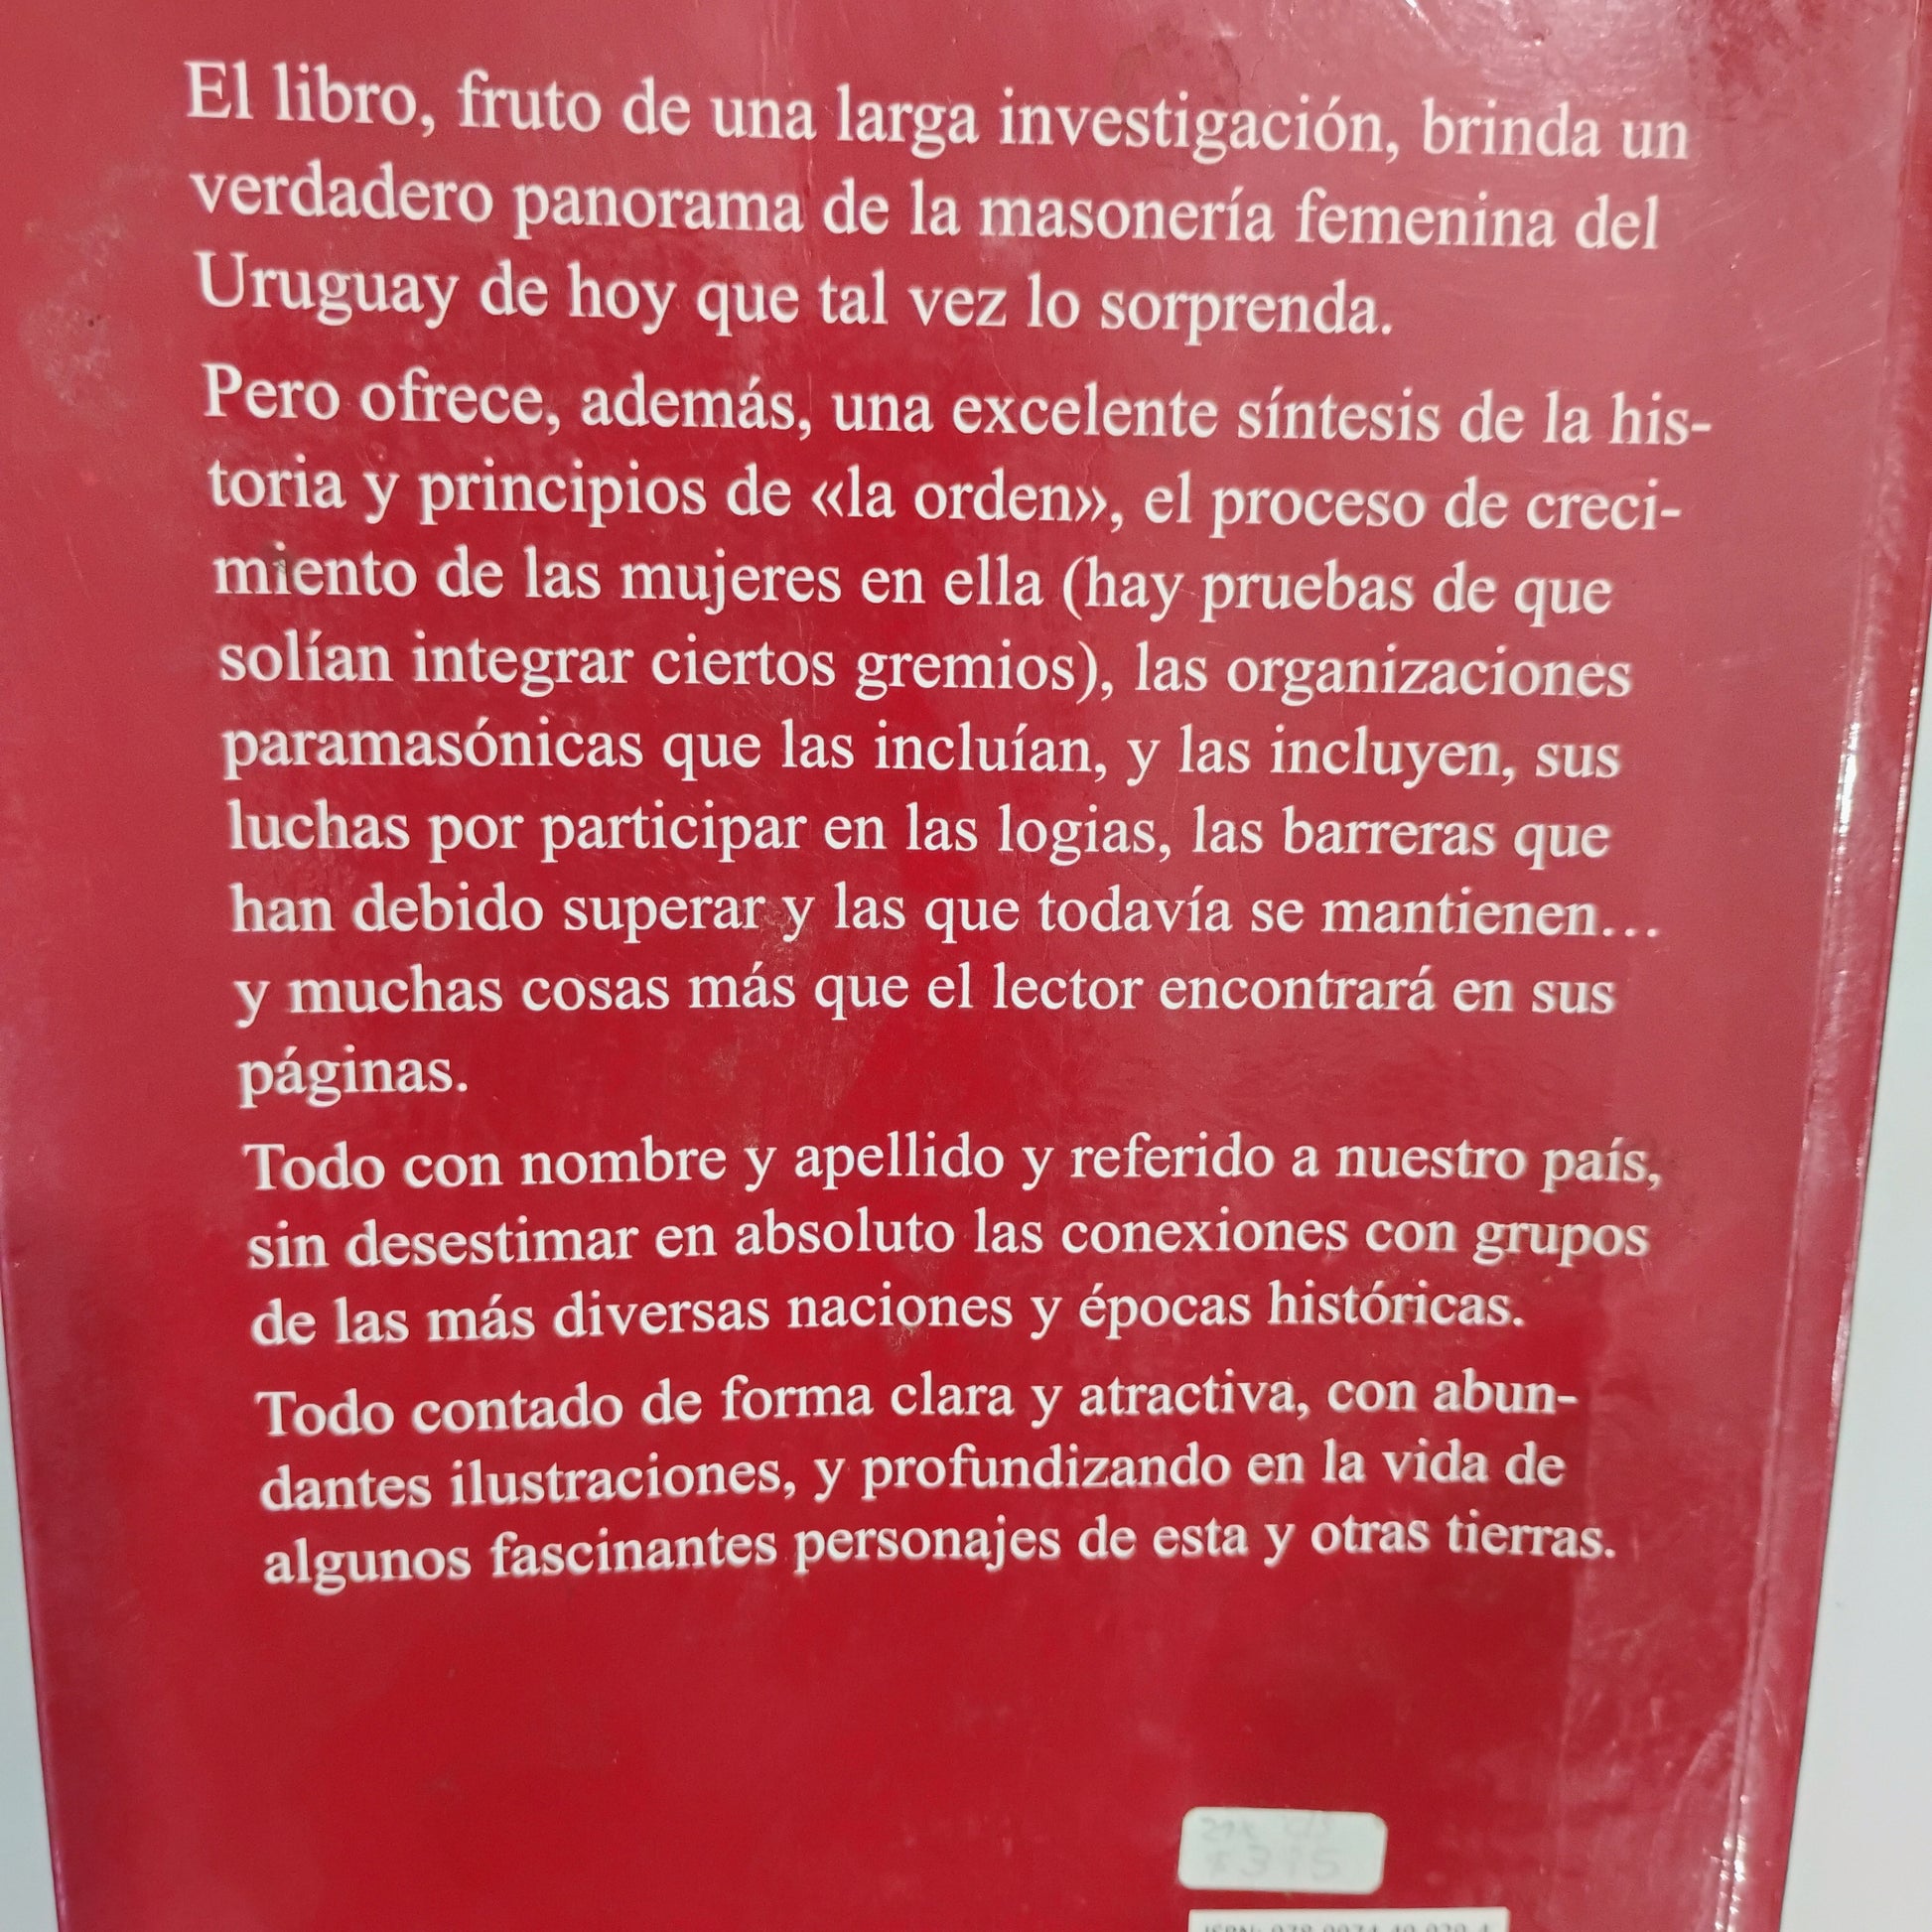 El libro, fruto de una larga investigación, brinda un
verdadero panorama de la masonería femenina del
Uruguay de hoy que tal vez lo sorprenda.
Pero ofrece, además, una excelente síntesis de la his-
toria y principios de «la orden», el proceso de creci-
miento de las mujeres en ella (hay pruebas de que
solían integrar ciertos gremios), las organizaciones
paramasónicas que las incluían, y las incluyen, sus
luchas por participar en las logias, las barreras que
han debido superar y las que todavía se mantienen…
y muchas cosas más que el lector encontrará en sus
páginas.
Todo con nombre y apellido y referido a nuestro país,
sin desestimar en absoluto las conexiones con grupos
de las más diversas naciones y épocas históricas.
Todo contado de forma clara y atractiva, con abun-
dantes ilustraciones, y profundizando en la vida de
algunos fascinantes personajes de esta y otras tierras.